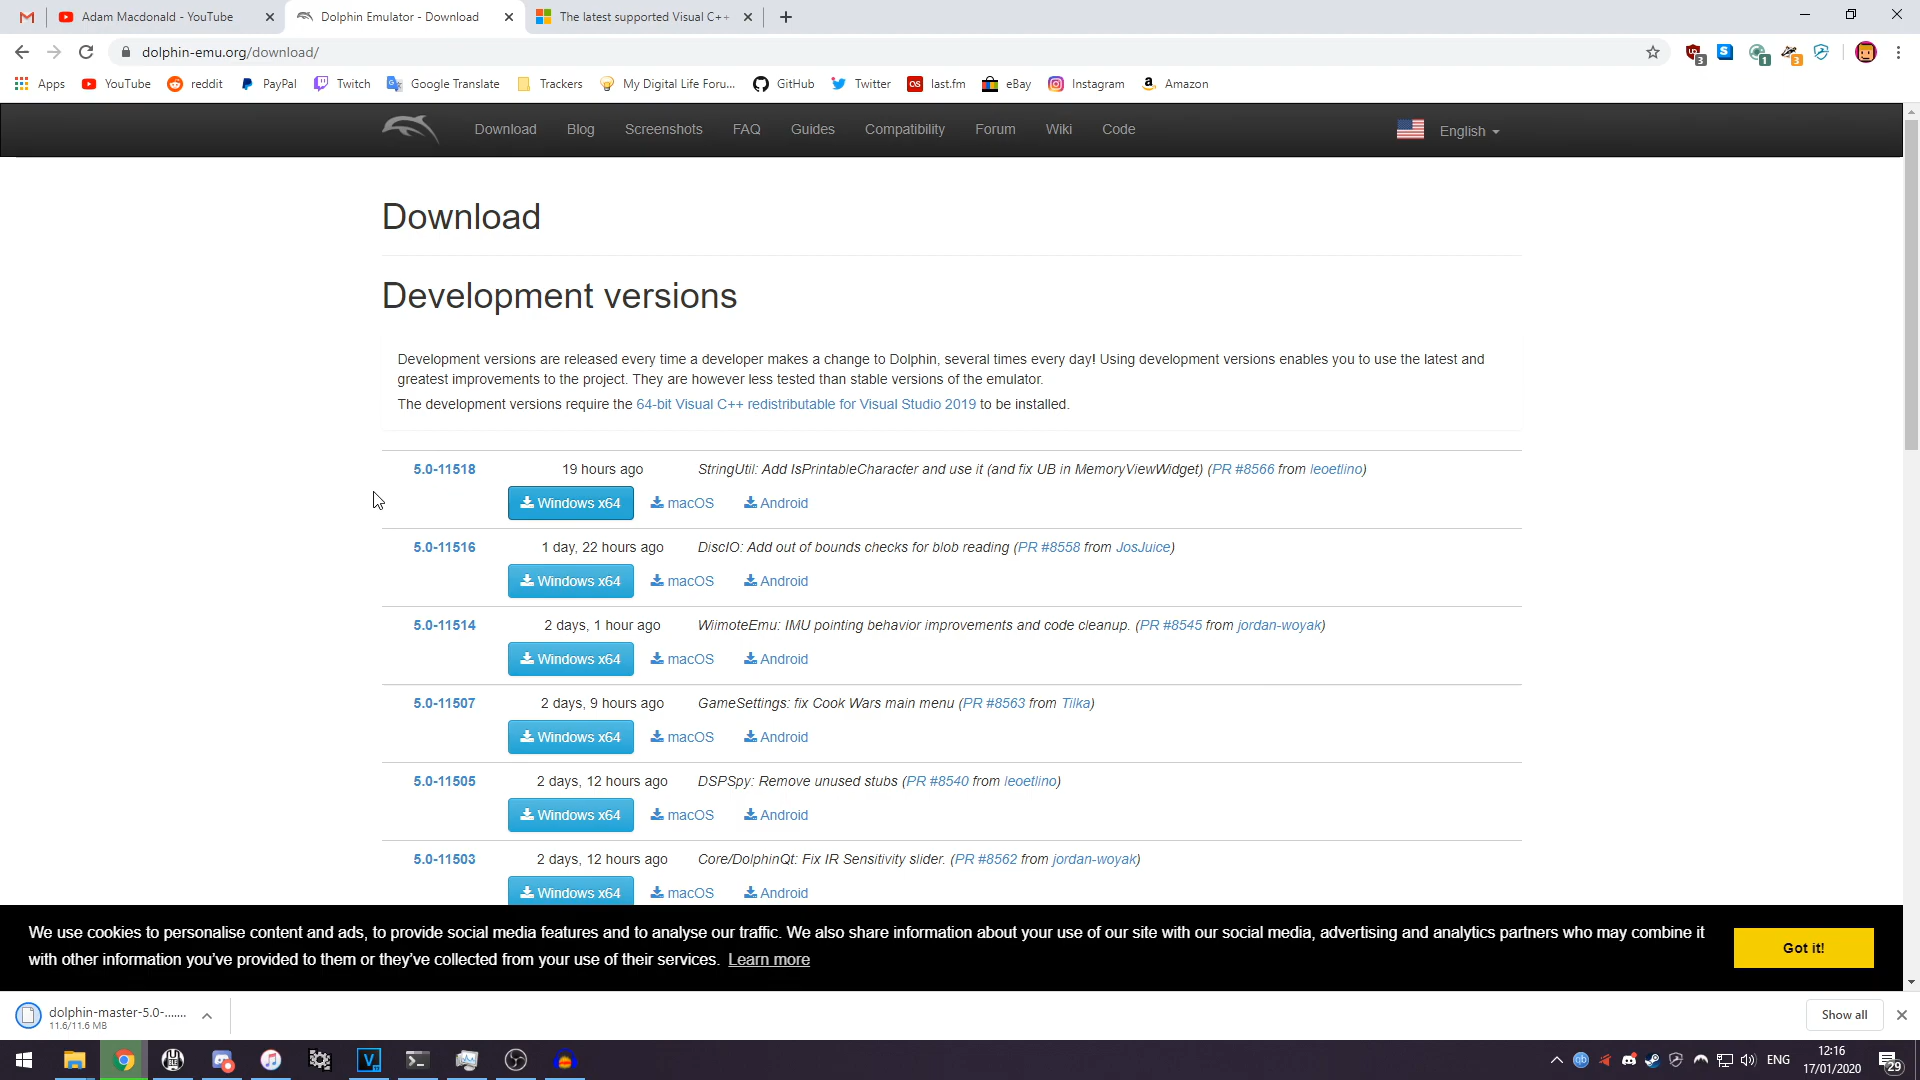 Adam Macdonald - YouTube
Dolphin Emulator - Download
The latest supported Visual C++
dolphin-emu.org/download/
3
1
3
Apps YouTube reddit PayPal Twitch Google Translate Trackers My Digital Life Foru... GitHub Twitter last.fm eBay Instagram Amazon
Download Blog Screenshots FAQ Guides Compatibility Forum Wiki Code English
Download
Development versions
Development versions are released every time a developer makes a change to Dolphin, several times every day! Using development versions enables you to use the latest and
greatest improvements to the project. They are however less tested than stable versions of the emulator.
The development versions require the 64-bit Visual C++ redistributable for Visual Studio 2019 to be installed.
5.0-11518 19 hours ago StringUtil: Add IsPrintableCharacter and use it (and fix UB in MemoryViewWidget) (PR #8566 from leoetlino)
Windows x64 macOS Android
5.0-11516 1 day, 22 hours ago DiscIO: Add out of bounds checks for blob reading (PR #8558 from JosJuice)
Windows x64 macOS Android
5.0-11514 2 days, 1 hour ago WiimoteEmu: IMU pointing behavior improvements and code cleanup. (PR #8545 from jordan-woyak)
Windows x64 macOS Android
5.0-11507 2 days, 9 hours ago GameSettings: fix Cook Wars main menu (PR #8563 from Tilka)
Windows x64 macOS Android
5.0-11505 2 days, 12 hours ago DSPSpy: Remove unused stubs (PR #8540 from leoetlino)
Windows x64 macOS Android
5.0-11503 2 days, 12 hours ago Core/DolphinQt: Fix IR Sensitivity slider. (PR #8562 from jordan-woyak)
Windows x64 macOS Android
We use cookies to personalise content and ads, to provide social media features and to analyse our traffic. We also share information about your use of our site with our social media, advertising and analytics partners who may combine it
with other information you've provided to them or they've collected from your use of their services. Learn more
Got it!
dolphin-master-5.0-.......
11.6/11.6 MB
Show all
ENG
12:16
17/01/2020
29